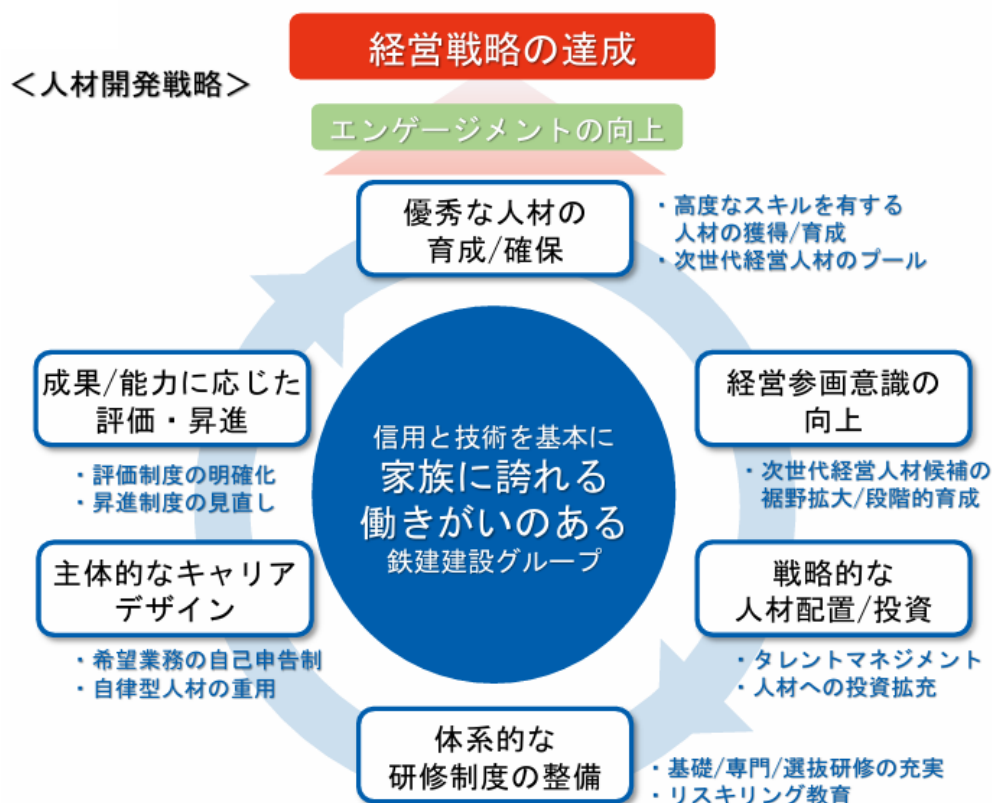 経営戦略の達成
＜人材開発戦略＞
エンゲージメントの向上
優秀な人材の
育成/確保
・高度なスキルを有する
人材の獲得/育成
・次世代経営人材のプール
経営参画意識の
向上
・次世代経営人材候補の
裾野拡大/段階的育成
戦略的な
人材配置/投資
・タレントマネジメント
・人材への投資拡充
体系的な
研修制度の整備
・基礎/専門/選抜研修の充実
・リスキリング教育
主体的なキャリア
デザイン
・希望業務の自己申告制
・自律型人材の重用
成果/能力に応じた
評価・昇進
・評価制度の明確化
・昇進制度の見直し
信用と技術を基本に
家族に誇れる
働きがいのある
鉄建建設グループ